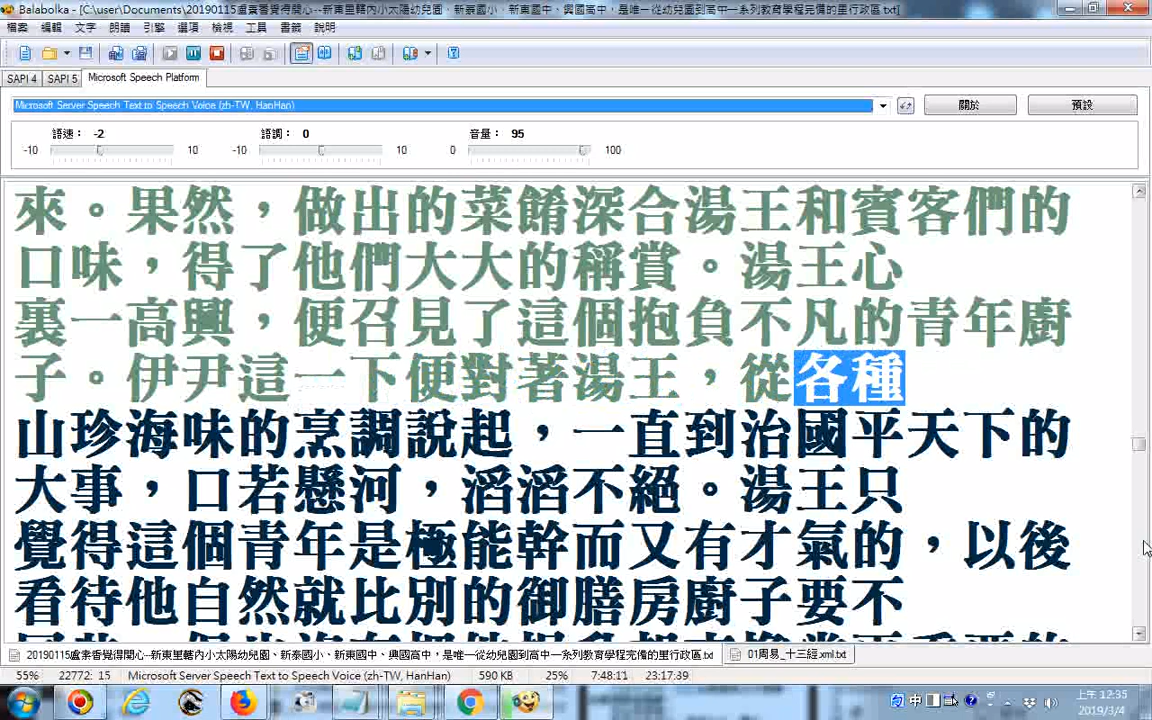 Balabolka - [C:\user\Documents\20190115盧素香覺得開心--新東里轄內小太陽幼兒園、新泰國小、新東國中、興國高中，是唯一從幼兒園到高中一系列教育學程完備的里行政區.txt]
檔案 編輯 文字 朗讀 引擎 選項 檢視 工具 書籤 說明
SAPI 4 SAPI 5 Microsoft Speech Platform
Microsoft Server Speech Text to Speech Voice (zh-TW, HanHan)
關於 預設
語速： -2 語調： 0 音量： 95
-10 10 -10 10 0 100
來。果然，做出的菜餚深合湯王和賓客們的
口味，得了他們大大的稱賞。湯王心
裏一高興，便召見了這個抱負不凡的青年廚
子。伊尹這一下便對著湯王，從各種
山珍海味的烹調說起，一直到治國平天下的
大事，口若懸河，滔滔不絕。湯王只
覺得這個青年是極能幹而又有才氣的，以後
看待他自然就比別的御膳房廚子要不
20190115盧素香覺得開心--新東里轄內小太陽幼兒園、新泰國小、新東國中、興國高中，是唯一從幼兒園到高中一系列教育學程完備的里行政區.txt 01周易_十三經.xml.txt
55% 22772: 15 Microsoft Server Speech Text to Speech Voice (zh-TW, HanHan) 590 KB 25% 7:48:11 23:17:39
中 上午 12:35
2019/3/4